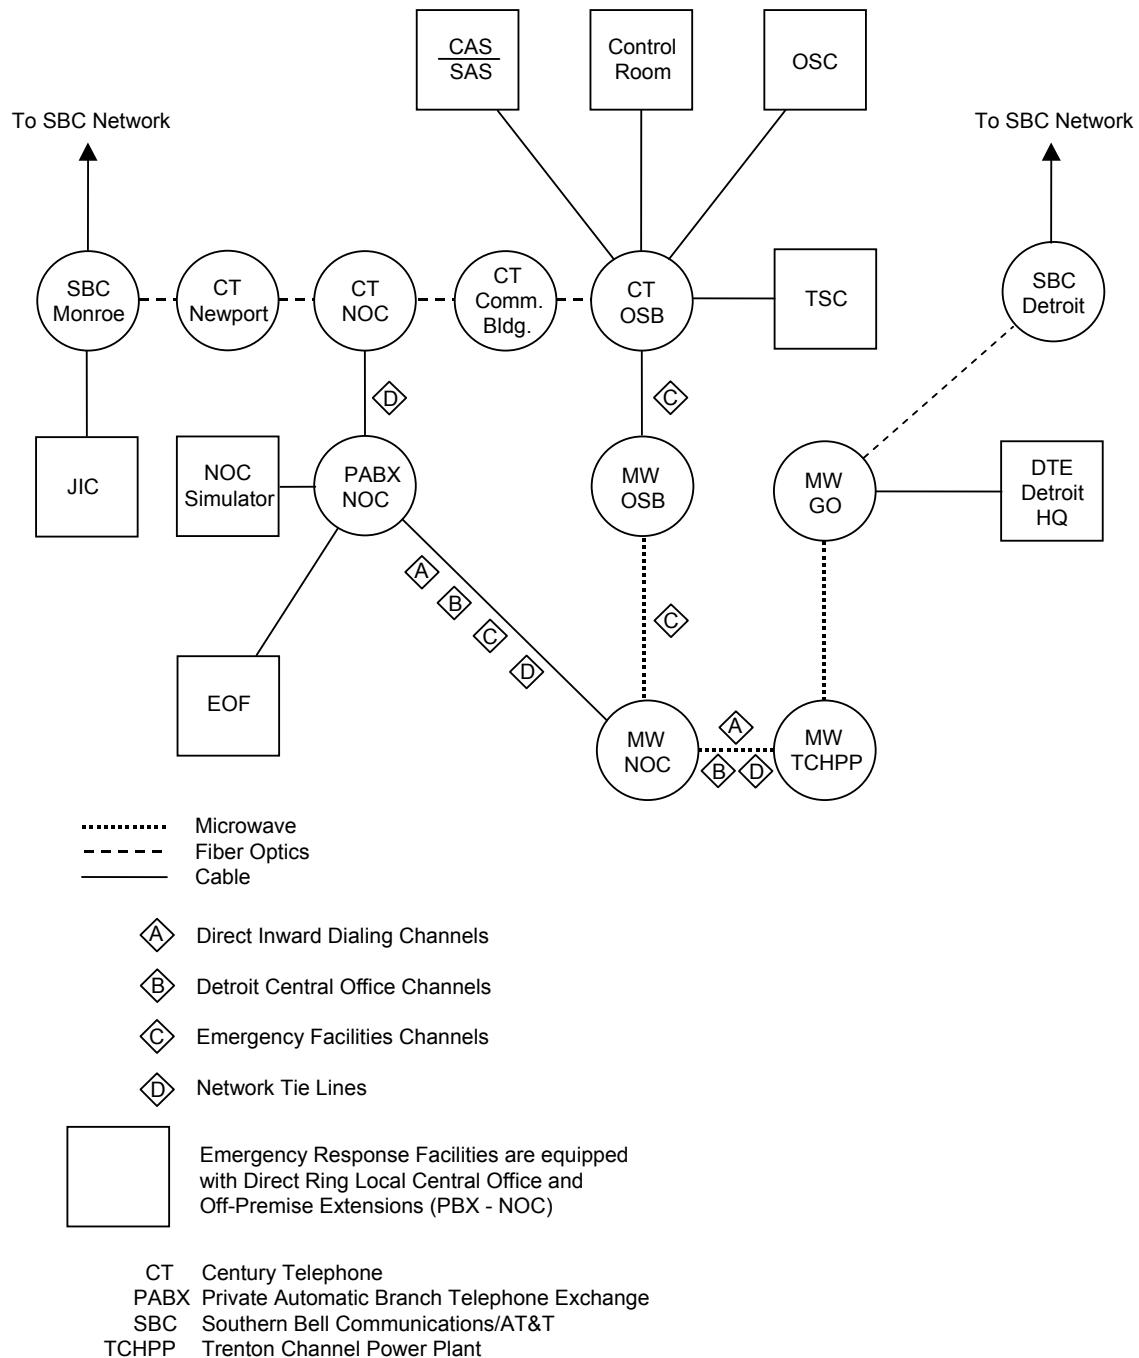 CAS
SAS
Control
Room
OSC
To SBC Network
To SBC Network
SBC
Monroe
CT
Newport
CT
NOC
CT
Comm.
Bldg.
CT
OSB
TSC
SBC
Detroit
D
C
JIC
NOC
Simulator
PABX
NOC
MW
OSB
MW
GO
DTE
Detroit
HQ
A
B
C
D
C
EOF
MW
NOC
A
B
D
MW
TCHPP
Microwave
Fiber Optics
Cable
A Direct Inward Dialing Channels
B Detroit Central Office Channels
C Emergency Facilities Channels
D Network Tie Lines
Emergency Response Facilities are equipped
with Direct Ring Local Central Office and
Off-Premise Extensions (PBX - NOC)
CT Century Telephone
PABX Private Automatic Branch Telephone Exchange
SBC Southern Bell Communications/AT&T
TCHPP Trenton Channel Power Plant